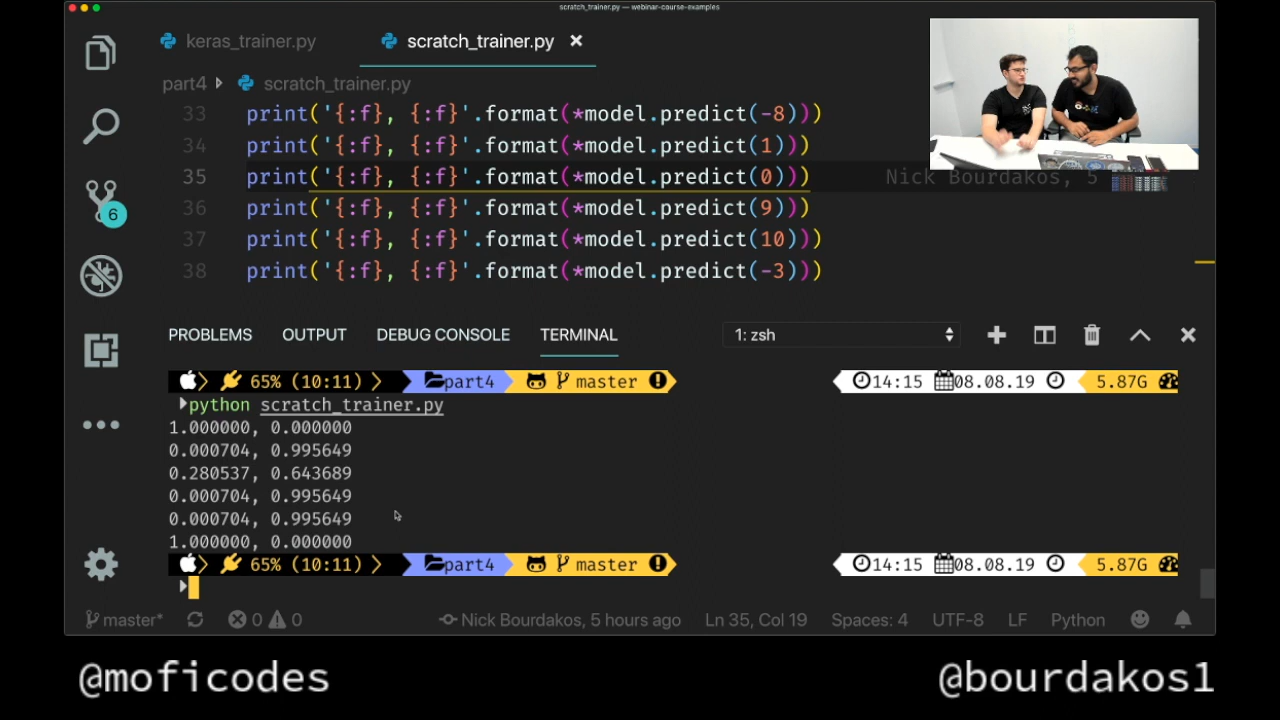 scratch_trainer.py — webinar-course-examples
keras_trainer.py scratch_trainer.py
part4 scratch_trainer.py
33 print('{:f}, {:f}'.format(*model.predict(-8)))
34 print('{:f}, {:f}'.format(*model.predict(1)))
35 print('{:f}, {:f}'.format(*model.predict(0))) Nick Bourdakos, 5
36 print('{:f}, {:f}'.format(*model.predict(9)))
37 print('{:f}, {:f}'.format(*model.predict(10)))
38 print('{:f}, {:f}'.format(*model.predict(-3)))
6
PROBLEMS OUTPUT DEBUG CONSOLE TERMINAL 1: zsh
65% (10:11) part4 master 14:15 08.08.19 5.87G
python scratch_trainer.py
1.000000, 0.000000
0.000704, 0.995649
0.280537, 0.643689
0.000704, 0.995649
0.000704, 0.995649
1.000000, 0.000000
65% (10:11) part4 master 14:15 08.08.19 5.87G
master* 0 0 Nick Bourdakos, 5 hours ago Ln 35, Col 19 Spaces: 4 UTF-8 LF Python
@moficodes @bourdakos1